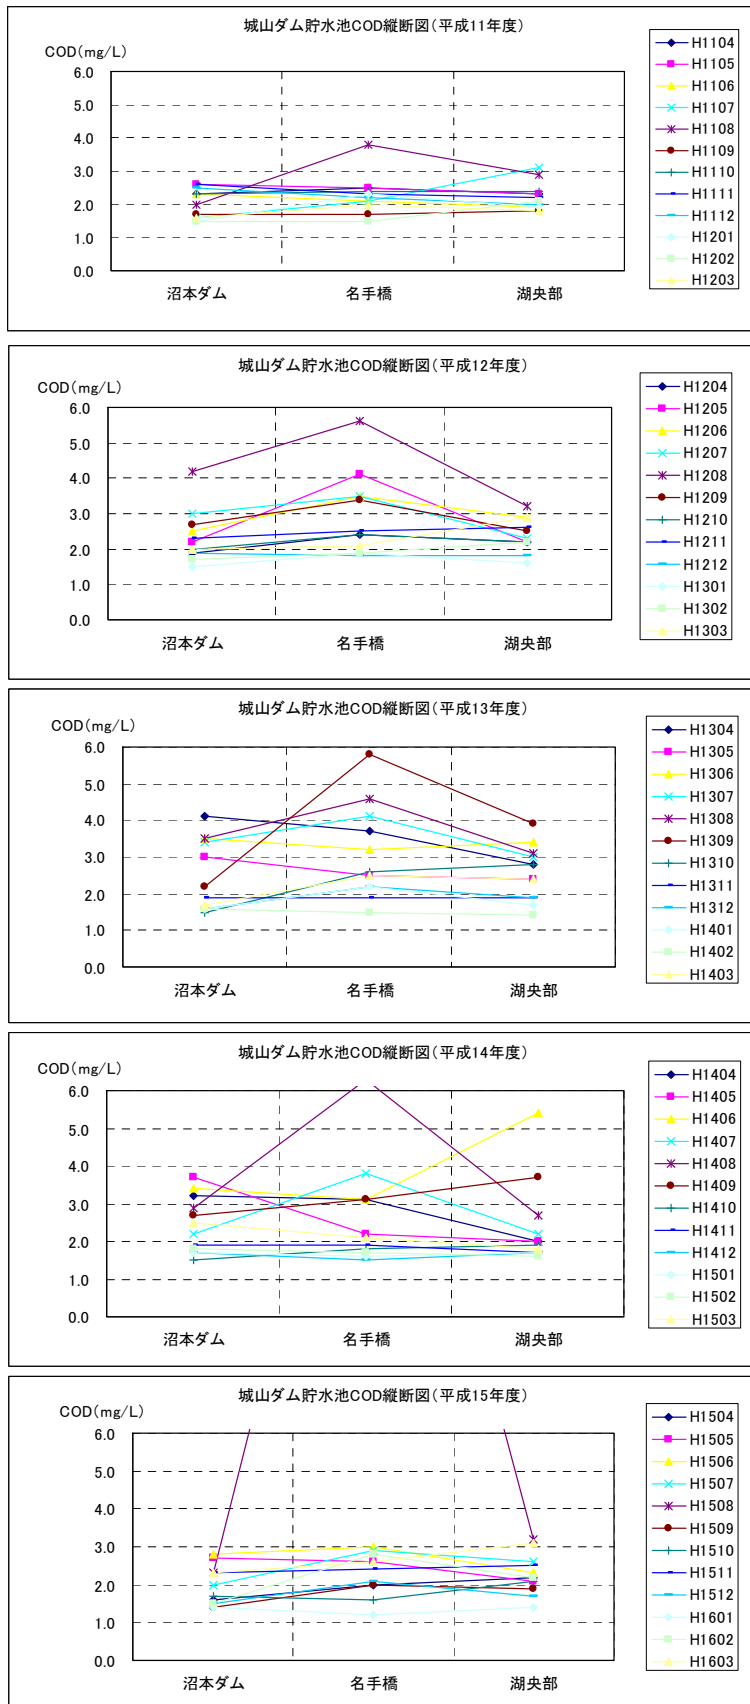 城山ダム貯水池COD縦断図(平成11年度)
COD(mg/L)
6.0
5.0
4.0
3.0
2.0
1.0
0.0
沼本ダム 名手橋 湖央部
H1104
H1105
H1106
H1107
H1108
H1109
H1110
H1111
H1112
H1201
H1202
H1203
城山ダム貯水池COD縦断図(平成12年度)
COD(mg/L)
6.0
5.0
4.0
3.0
2.0
1.0
0.0
沼本ダム 名手橋 湖央部
H1204
H1205
H1206
H1207
H1208
H1209
H1210
H1211
H1212
H1301
H1302
H1303
城山ダム貯水池COD縦断図(平成13年度)
COD(mg/L)
6.0
5.0
4.0
3.0
2.0
1.0
0.0
沼本ダム 名手橋 湖央部
H1304
H1305
H1306
H1307
H1308
H1309
H1310
H1311
H1312
H1401
H1402
H1403
城山ダム貯水池COD縦断図(平成14年度)
COD(mg/L)
6.0
5.0
4.0
3.0
2.0
1.0
0.0
沼本ダム 名手橋 湖央部
H1404
H1405
H1406
H1407
H1408
H1409
H1410
H1411
H1412
H1501
H1502
H1503
城山ダム貯水池COD縦断図(平成15年度)
COD(mg/L)
6.0
5.0
4.0
3.0
2.0
1.0
0.0
沼本ダム 名手橋 湖央部
H1504
H1505
H1506
H1507
H1508
H1509
H1510
H1511
H1512
H1601
H1602
H1603